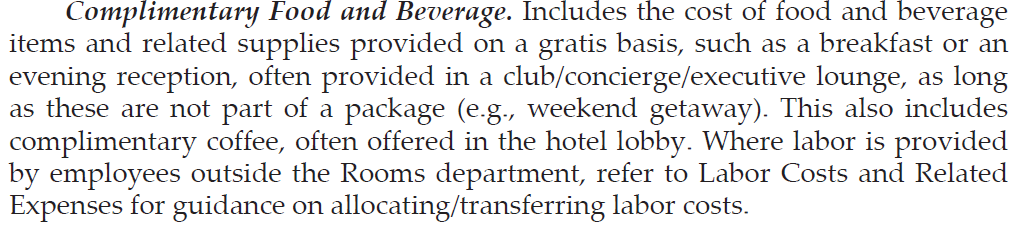 Complimentary Food and Beverage. Includes the cost of food and beverage
items and related supplies provided on a gratis basis, such as a breakfast or an
evening reception, often provided in a club/concierge/executive lounge, as long
as these are not part of a package (e.g., weekend getaway). This also includes
complimentary coffee, often offered in the hotel lobby. Where labor is provided
by employees outside the Rooms department, refer to Labor Costs and Related
Expenses for guidance on allocating/transferring labor costs.